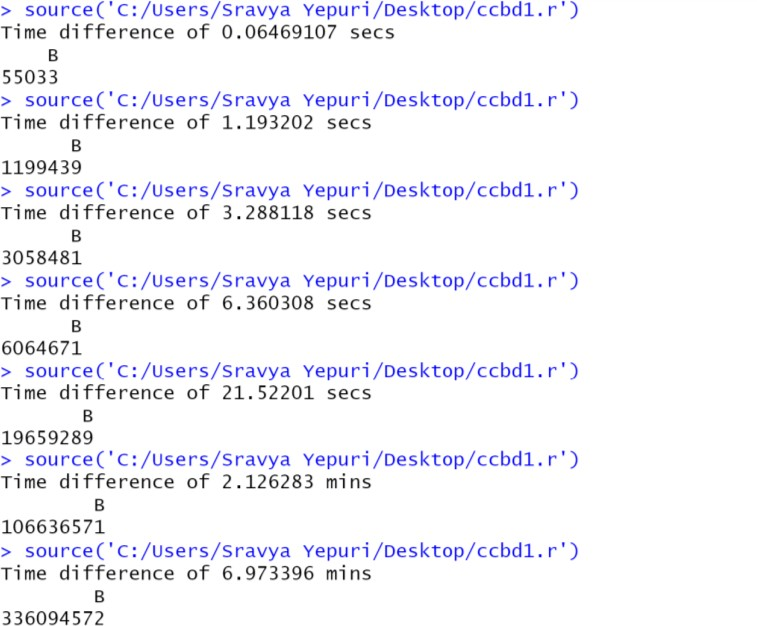 > source('C:/Users/Sravya Yepuri/Desktop/ccbd1.r')
Time difference of 0.06469107 secs
    B
55033
> source('C:/Users/Sravya Yepuri/Desktop/ccbd1.r')
Time difference of 1.193202 secs
      B
1199439
> source('C:/Users/Sravya Yepuri/Desktop/ccbd1.r')
Time difference of 3.288118 secs
      B
3058481
> source('C:/Users/Sravya Yepuri/Desktop/ccbd1.r')
Time difference of 6.360308 secs
      B
6064671
> source('C:/Users/Sravya Yepuri/Desktop/ccbd1.r')
Time difference of 21.52201 secs
       B
19659289
> source('C:/Users/Sravya Yepuri/Desktop/ccbd1.r')
Time difference of 2.126283 mins
        B
106636571
> source('C:/Users/Sravya Yepuri/Desktop/ccbd1.r')
Time difference of 6.973396 mins
        B
336094572